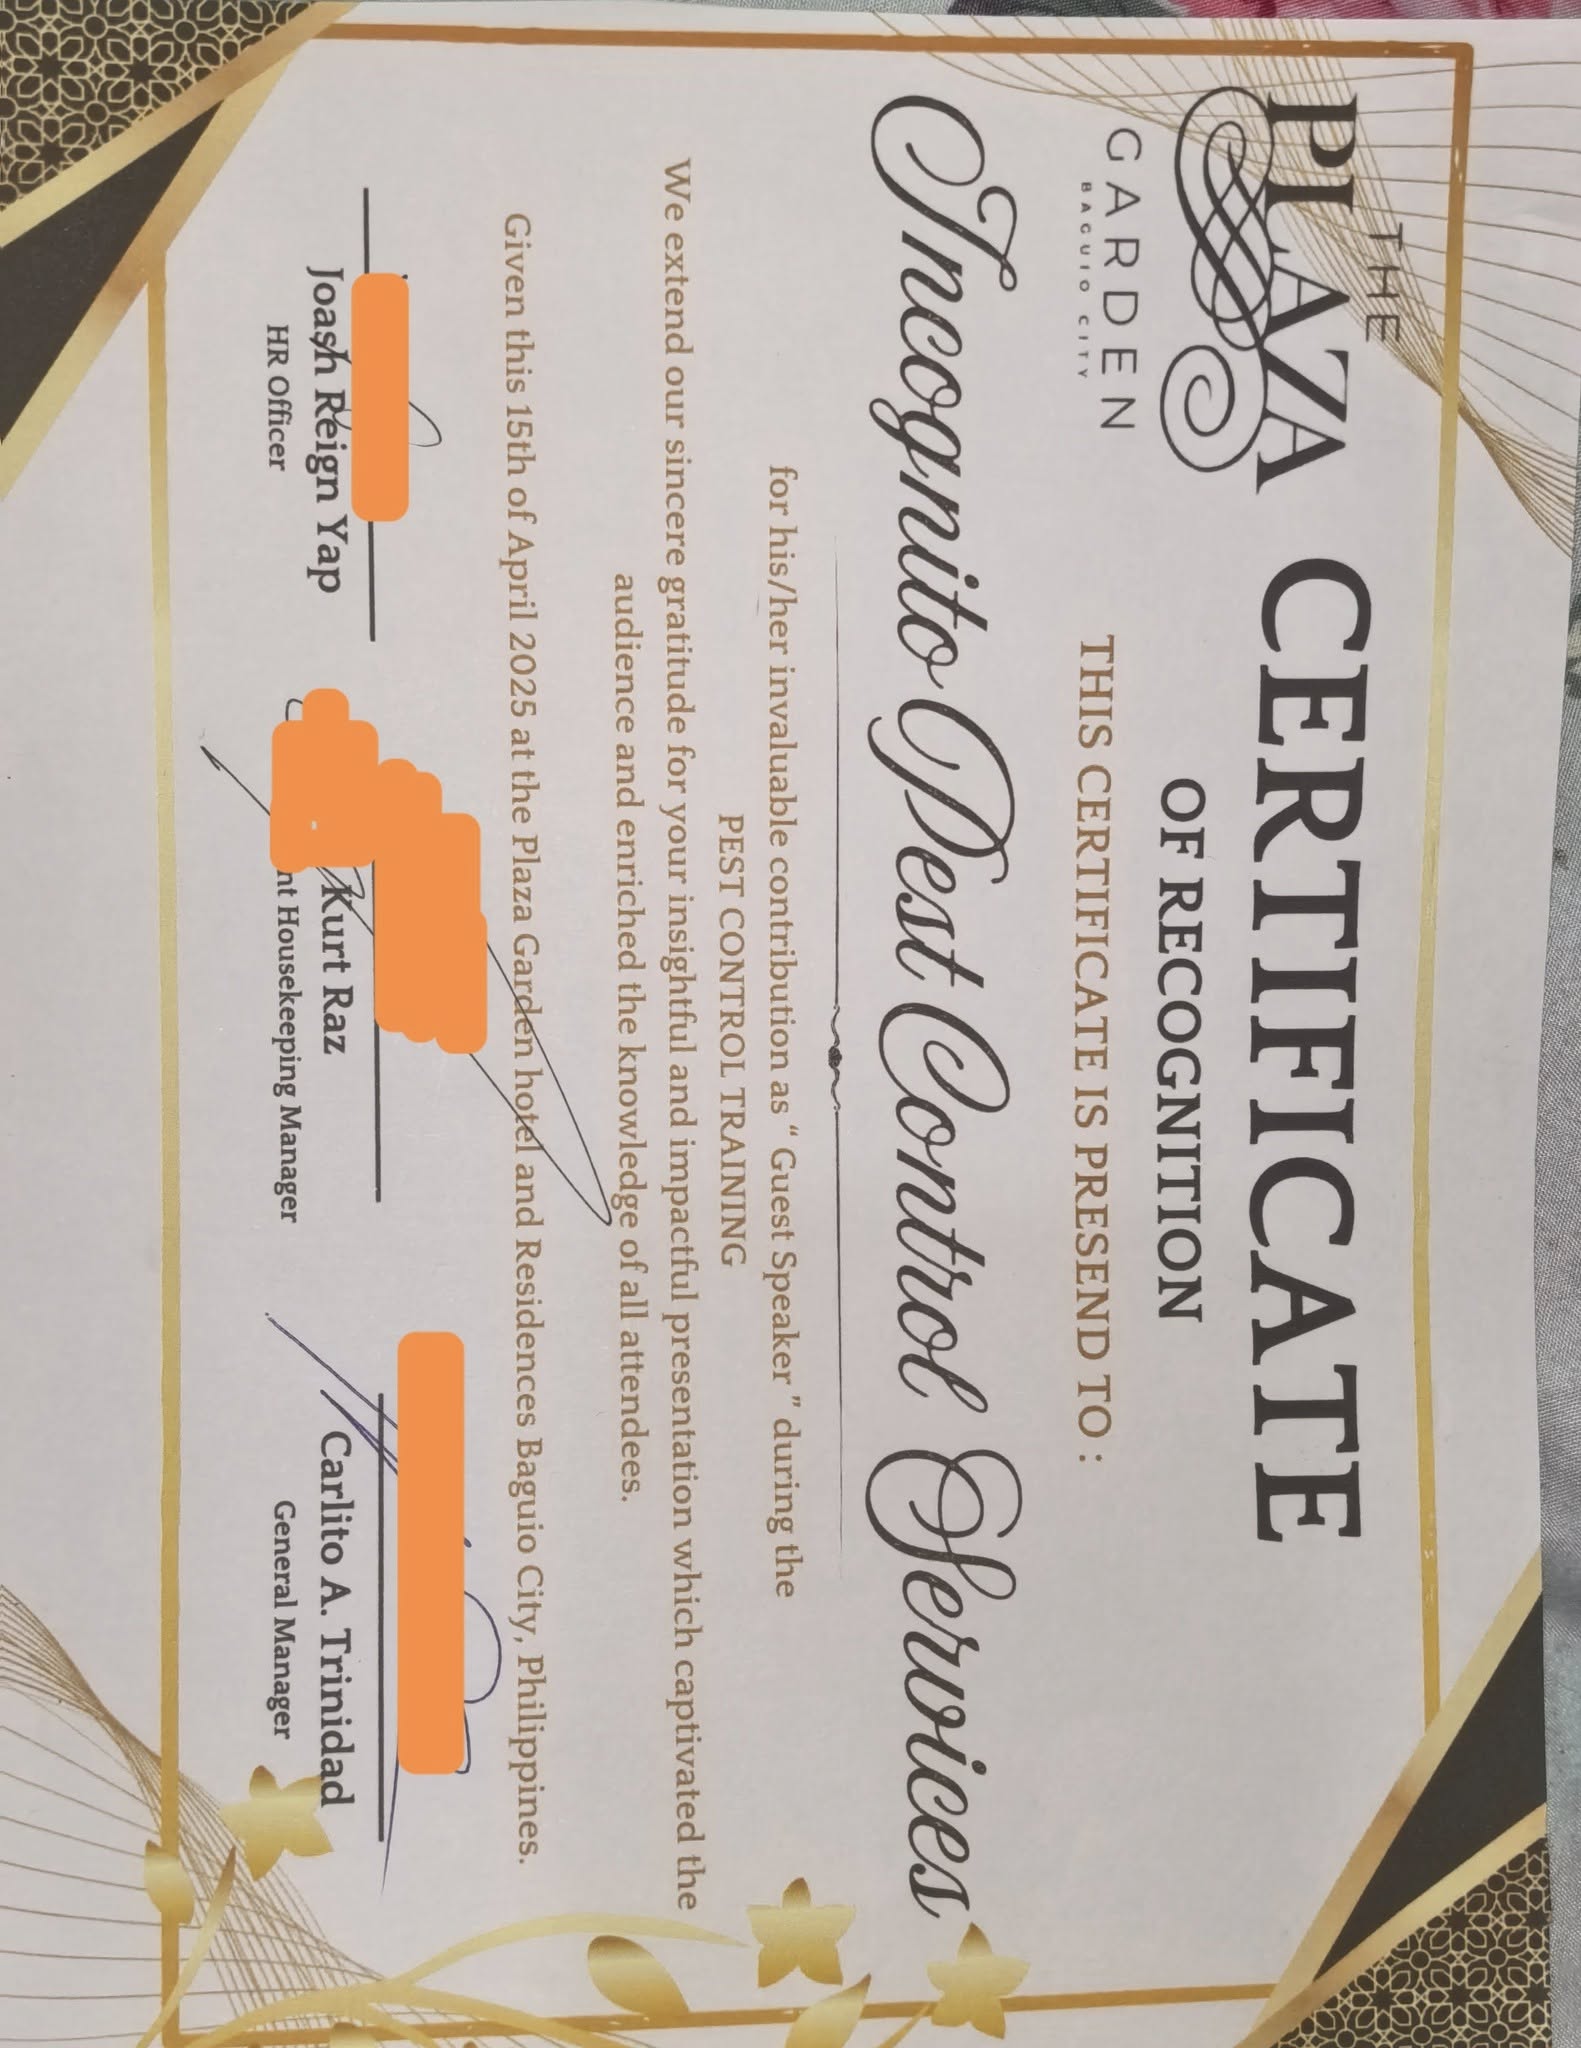 THE
PLAZA
GARDEN
BAGUIO CITY
CERTIFICATE
OF RECOGNITION
THIS CERTIFICATE IS PRESEND TO :
Incognito Pest Control Services
for his/her invaluable contribution as " Guest Speaker " during the
PEST CONTROL TRAINING
We extend our sincere gratitude for your insightful and impactful presentation which captivated the
audience and enriched the knowledge of all attendees.
Given this 15th of April 2025 at the Plaza Garden hotel and Residences Baguio City, Philippines.
Joash Reign Yap
HR Officer
Kurt Raz
nt Housekeeping Manager
Carlito A. Trinidad
General Manager